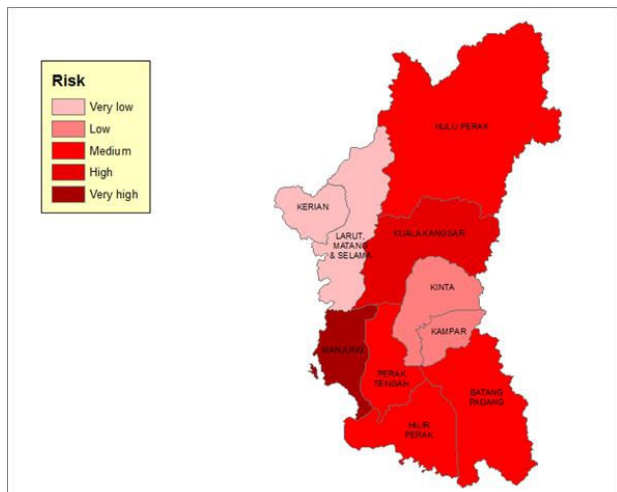 Risk
Very low
Low
Medium
High
Very high
HULU PERAK
KERIAN
LARUT,
MATANG
& SELAMA
KUALA KANGSAR
KINTA
KAMPAR
MANJUNG
PERAK
TENGAH
BATANG
PADANG
HILIR
PERAK